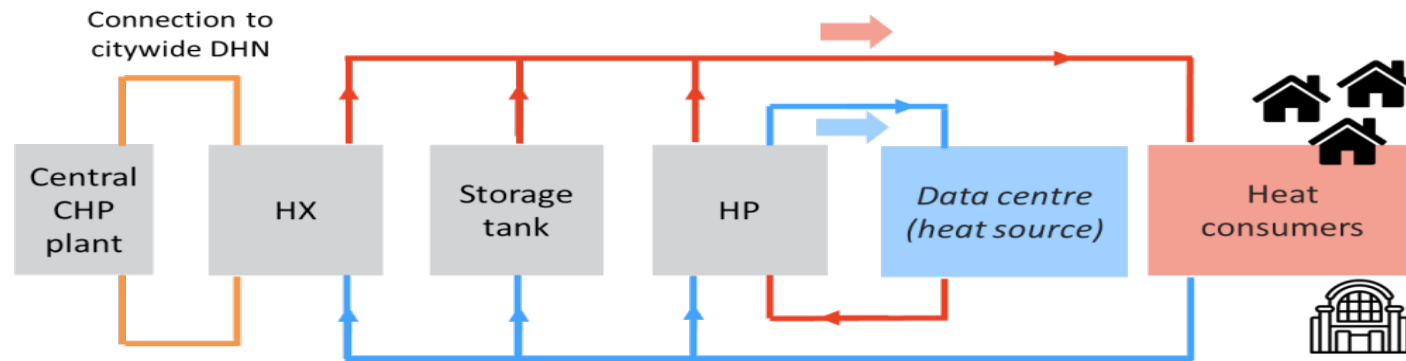 Connection to
citywide DHN
Central
CHP
plant
HX
Storage
tank
HP
Data centre
(heat source)
Heat
consumers